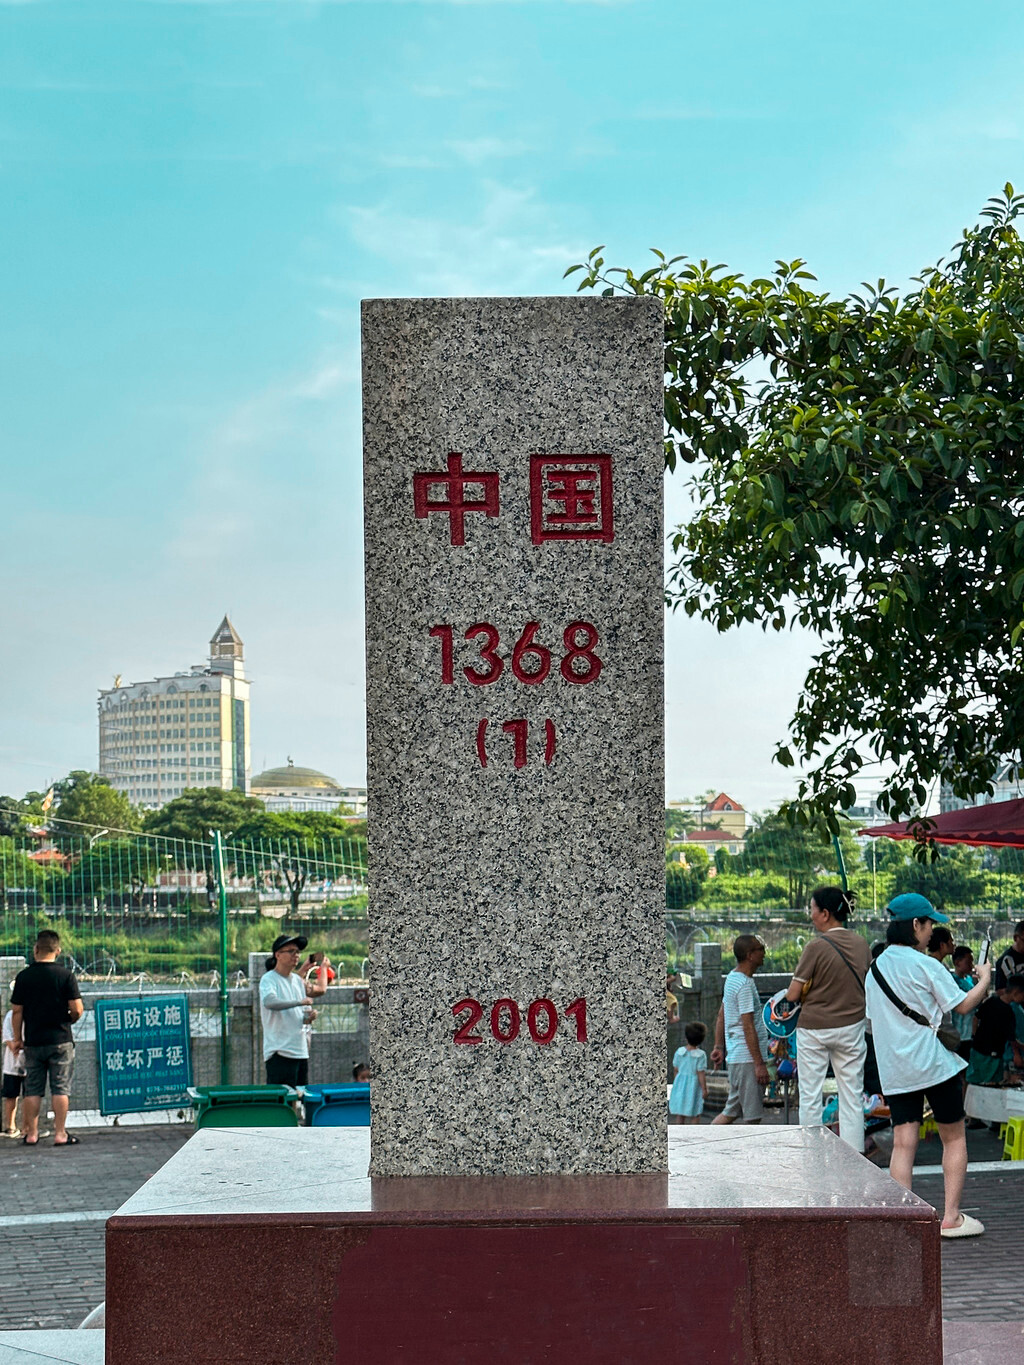 中国
1368
(1)
2001
国防设施
破坏严惩